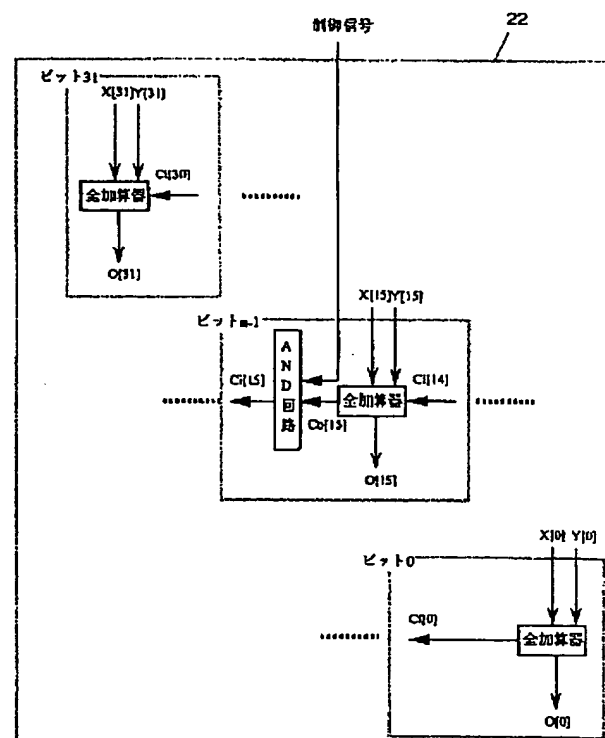 制御信号
22
ビット31
X[31]Y[31]
Ci[30]
全加算器
O[31]
X[15]Y[15]
ビットm-1
AND回路
Ci[15]
Co[15]
全加算器
Ci[14]
O[15]
X[0] Y[0]
ビット0
Ci[0]
全加算器
O[0]